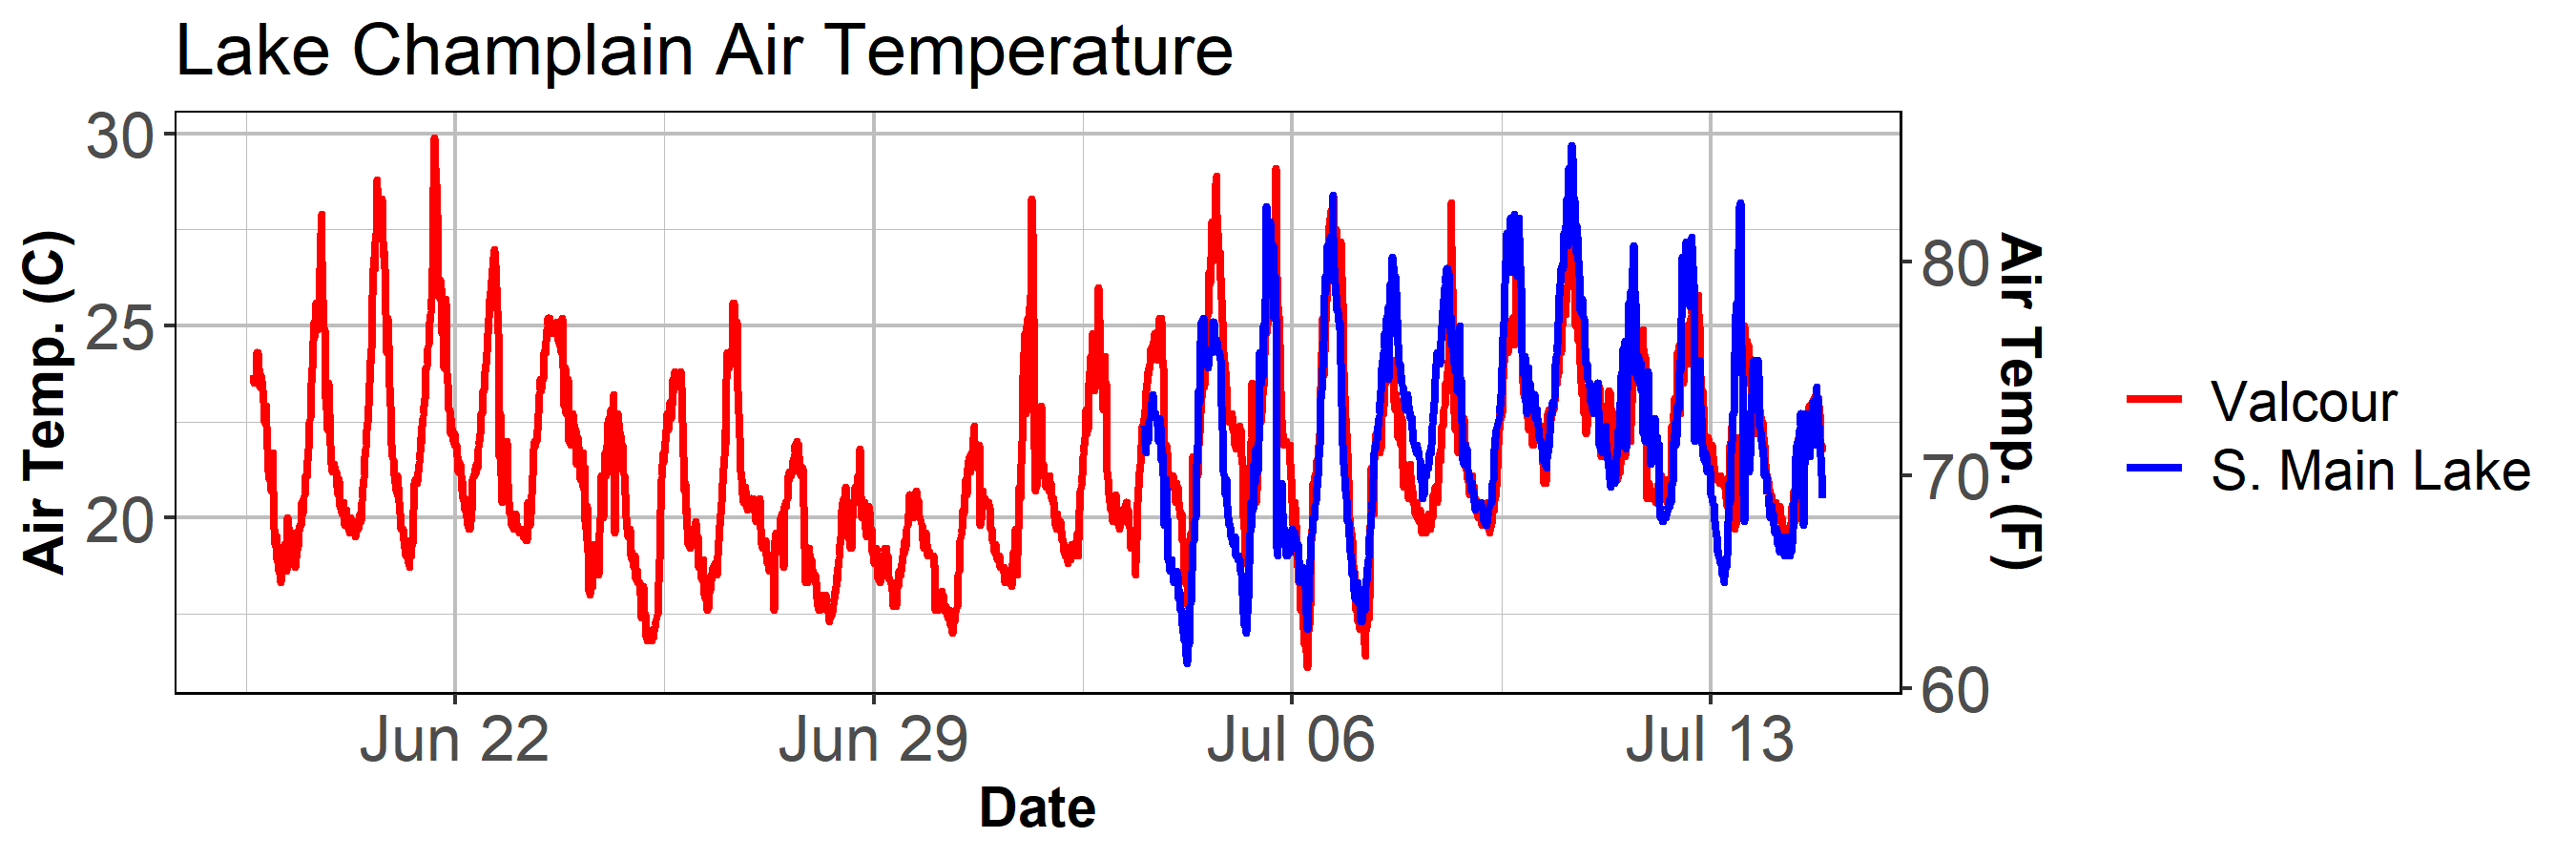 Lake Champlain Air Temperature
Air Temp. (C)
30
25
20
80
70
60
Air Temp. (F)
Jun 22
Jun 29
Jul 06
Jul 13
Date
Valcour
S. Main Lake